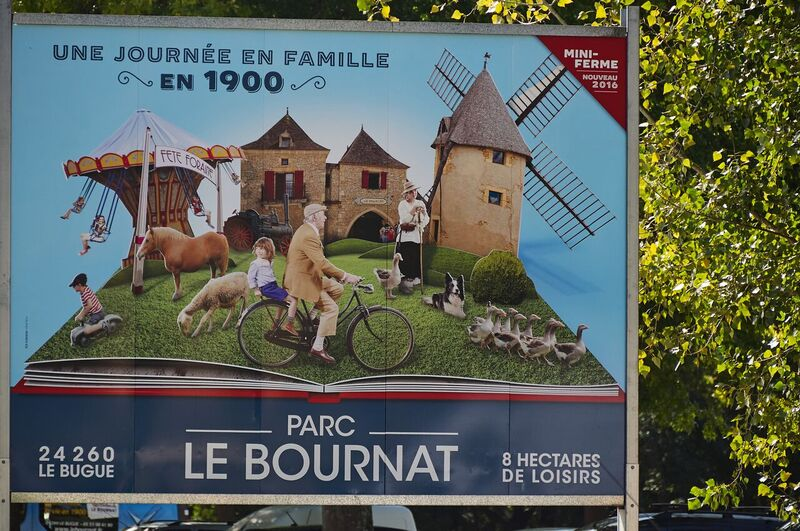 UNE JOURNÉE EN FAMILLE
EN 1900
MINI-
FERME
NOUVEAU
2016
FÊTE FORAINE
PARC
LE BOURNAT
24 260
LE BUGUE
8 HECTARES
DE LOISIRS